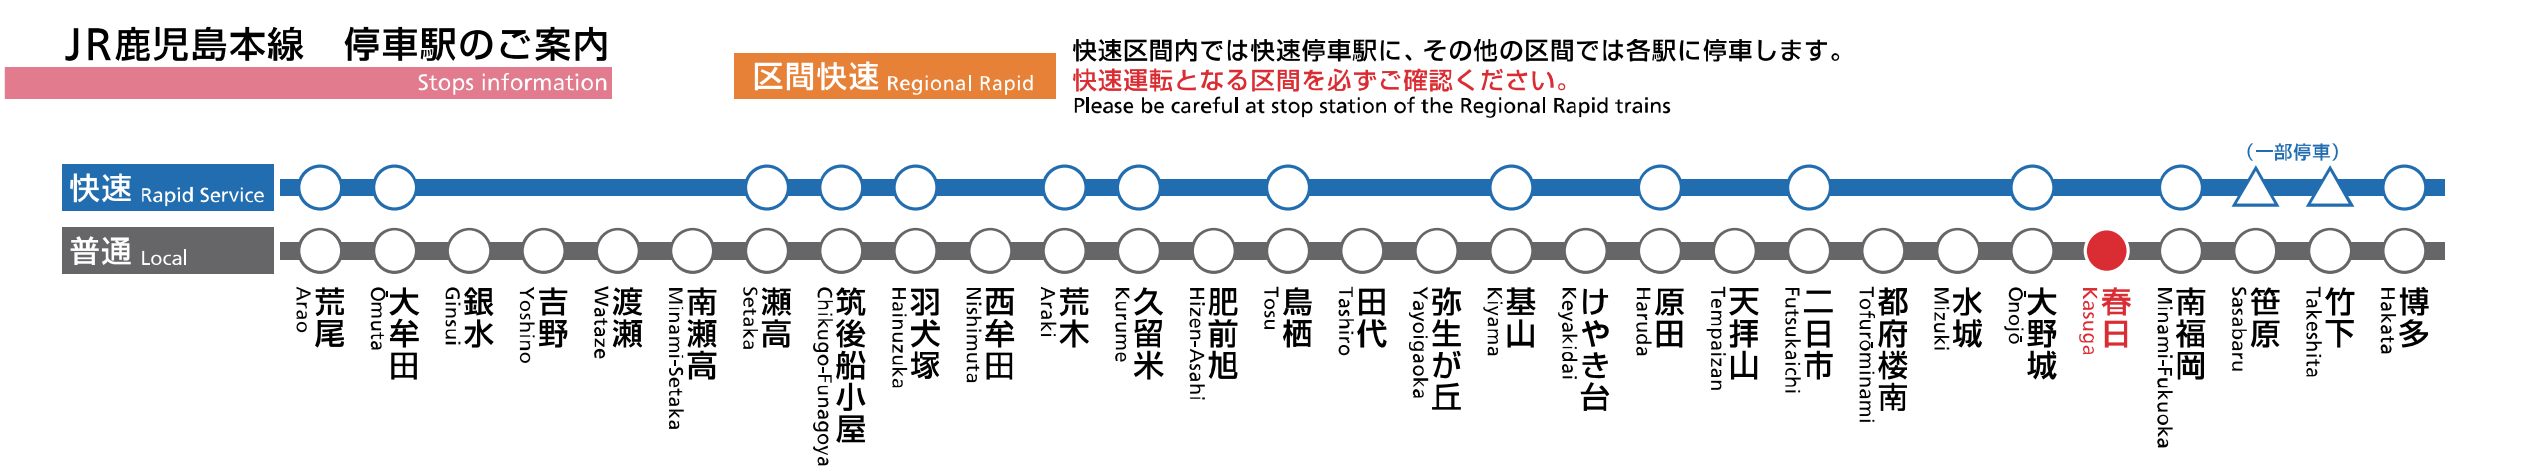 JR鹿児島本線　停車駅のご案内
Stops information
区間快速 Regional Rapid
快速区間内では快速停車駅に、その他の区間では各駅に停車します。
快速運転となる区間を必ずご確認ください。
Please be careful at stop station of the Regional Rapid trains
(一部停車)
快速 Rapid Service
普通 Local
荒尾 Arao
大牟田 Ōmuta
銀水 Ginsui
吉野 Yoshino
渡瀬 Wataze
南瀬高 Minami-Setaka
瀬高 Setaka
筑後船小屋 Chikugo-Funagoya
羽犬塚 Hainuzuka
西牟田 Nishimuta
荒木 Araki
久留米 Kurume
肥前旭 Hizen-Asahi
鳥栖 Tosu
田代 Tashiro
弥生が丘 Yayoigaoka
基山 Kiyama
けやき台 Keyakidai
原田 Haruda
天拝山 Tempaizan
二日市 Futsukaichi
都府楼南 Tofurōminami
水城 Mizuki
大野城 Ōnojō
春日 Kasuga
南福岡 Minami-Fukuoka
笹原 Sasabaru
竹下 Takeshita
博多 Hakata